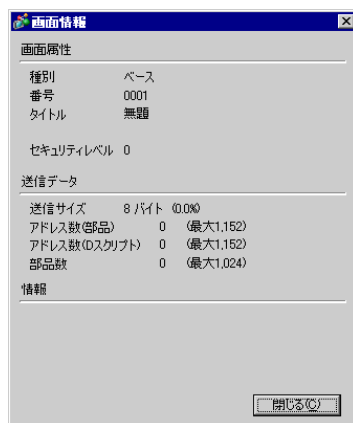 画面情報
画面属性
種別 ベース
番号 0001
タイトル 無題
セキュリティレベル 0
送信データ
送信サイズ 8 バイト (0.0%)
アドレス数(部品) 0 (最大1,152)
アドレス数(Dスクリプト) 0 (最大1,152)
部品数 0 (最大1,024)
情報
閉じる(C)